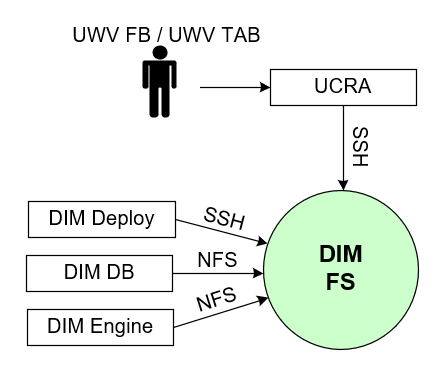 UWV FB / UWV TAB
UCRA
SSH
DIM Deploy
SSH
DIM
FS
DIM DB
NFS
DIM Engine
NFS